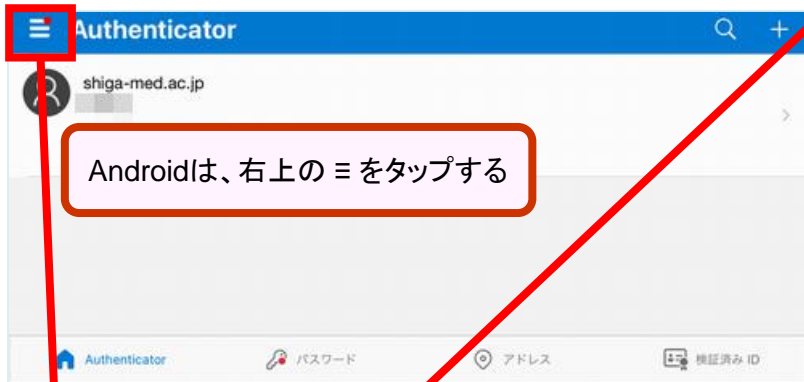 Authenticator
shiga-med.ac.jp
Androidは、右上の ≡ をタップする
Authenticator
パスワード
アドレス
検証済み ID